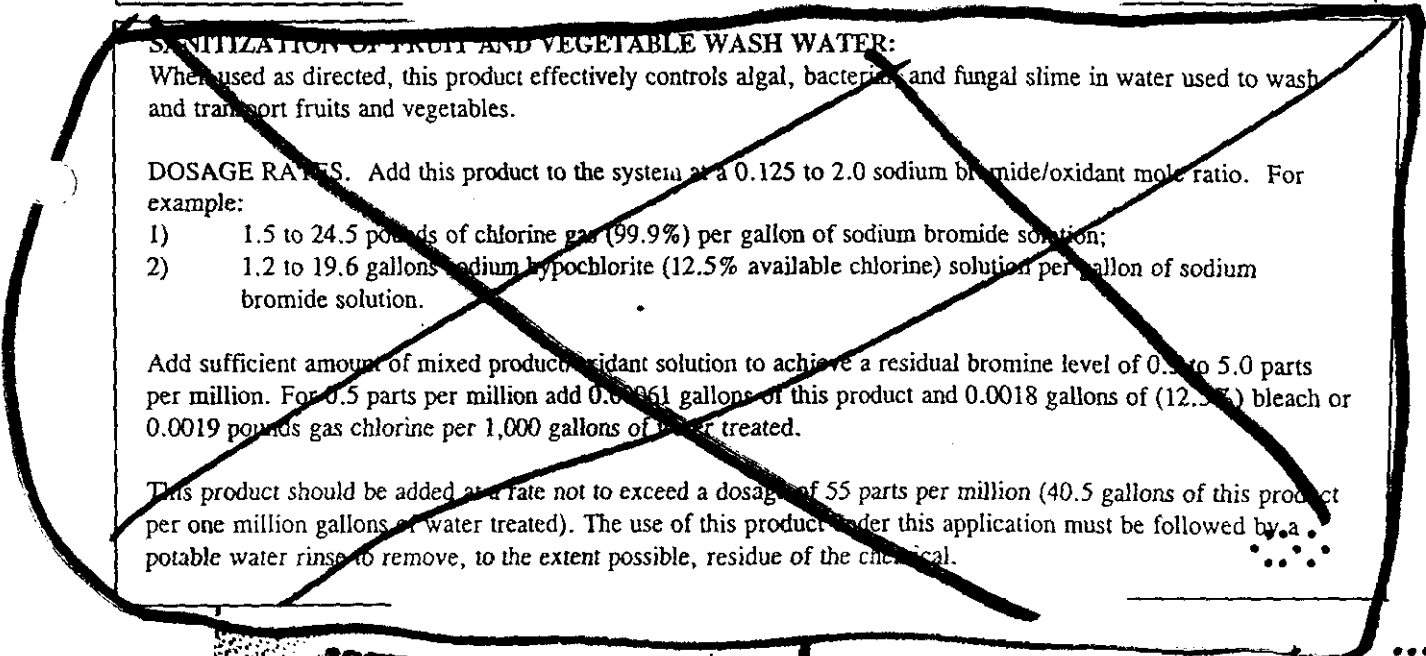 SANITIZATION OF FRUIT AND VEGETABLE WASH WATER:
When used as directed, this product effectively controls algal, bacterial, and fungal slime in water used to wash
and transport fruits and vegetables.
DOSAGE RATES. Add this product to the system at a 0.125 to 2.0 sodium bromide/oxidant mole ratio. For
example:
1) 1.5 to 24.5 pounds of chlorine gas (99.9%) per gallon of sodium bromide solution;
2) 1.2 to 19.6 gallons sodium hypochlorite (12.5% available chlorine) solution per gallon of sodium
bromide solution.
Add sufficient amount of mixed product/oxidant solution to achieve a residual bromine level of to 5.0 parts
per million. For 0.5 parts per million add gallons of this product and 0.0018 gallons of (12.5%) bleach or
0.0019 pounds gas chlorine per 1,000 gallons of water treated.
This product should be added at a rate not to exceed a dosage of 55 parts per million (40.5 gallons of this product
per one million gallons of water treated). The use of this product under this application must be followed by a
potable water rinse to remove, to the extent possible, residue of the chemical.